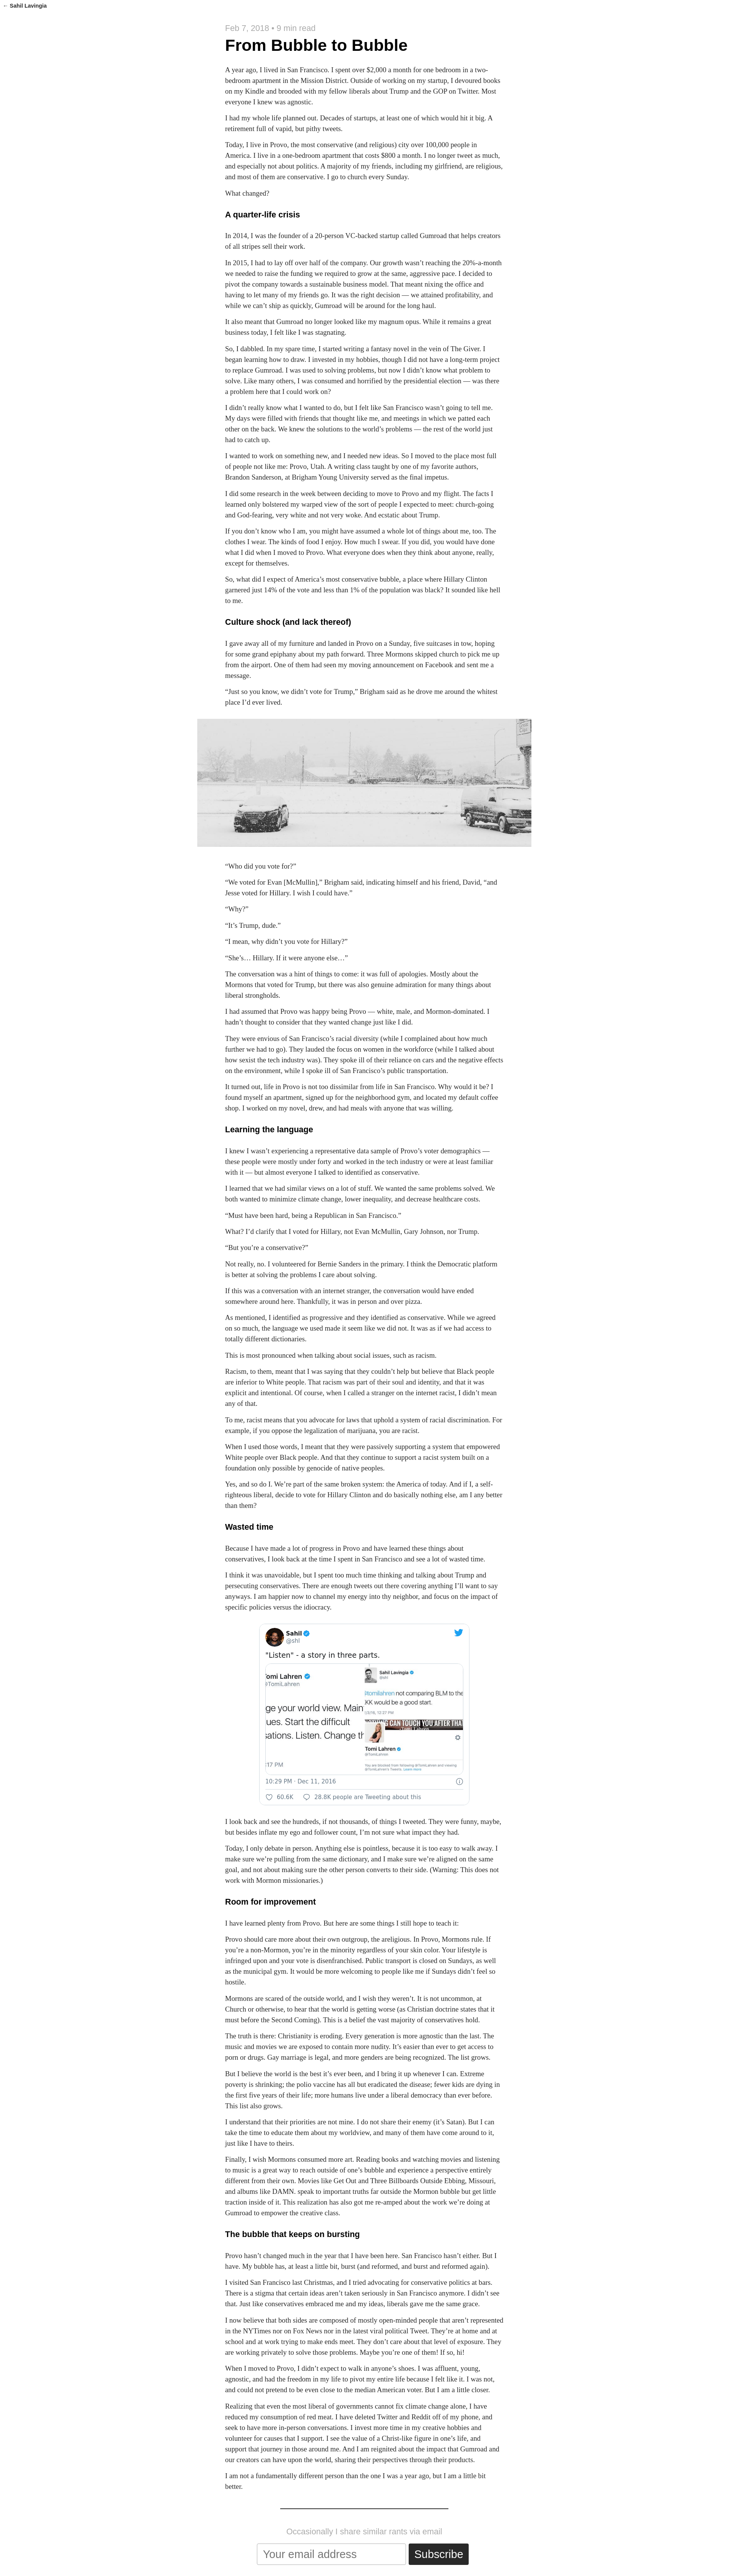 ← Sahil Lavingia
Feb 7, 2018 • 9 min read
From Bubble to Bubble
A year ago, I lived in San Francisco. I spent over $2,000 a month for one bedroom in a two-
bedroom apartment in the Mission District. Outside of working on my startup, I devoured books
on my Kindle and brooded with my fellow liberals about Trump and the GOP on Twitter. Most
everyone I knew was agnostic.
I had my whole life planned out. Decades of startups, at least one of which would hit it big. A
retirement full of vapid, but pithy tweets.
Today, I live in Provo, the most conservative (and religious) city over 100,000 people in
America. I live in a one-bedroom apartment that costs $800 a month. I no longer tweet as much,
and especially not about politics. A majority of my friends, including my girlfriend, are religious,
and most of them are conservative. I go to church every Sunday.
What changed?
A quarter-life crisis
In 2014, I was the founder of a 20-person VC-backed startup called Gumroad that helps creators
of all stripes sell their work.
In 2015, I had to lay off over half of the company. Our growth wasn’t reaching the 20%-a-month
we needed to raise the funding we required to grow at the same, aggressive pace. I decided to
pivot the company towards a sustainable business model. That meant nixing the office and
having to let many of my friends go. It was the right decision — we attained profitability, and
while we can’t ship as quickly, Gumroad will be around for the long haul.
It also meant that Gumroad no longer looked like my magnum opus. While it remains a great
business today, I felt like I was stagnating.
So, I dabbled. In my spare time, I started writing a fantasy novel in the vein of The Giver. I
began learning how to draw. I invested in my hobbies, though I did not have a long-term project
to replace Gumroad. I was used to solving problems, but now I didn’t know what problem to
solve. Like many others, I was consumed and horrified by the presidential election — was there
a problem here that I could work on?
I didn’t really know what I wanted to do, but I felt like San Francisco wasn’t going to tell me.
My days were filled with friends that thought like me, and meetings in which we patted each
other on the back. We knew the solutions to the world’s problems — the rest of the world just
had to catch up.
I wanted to work on something new, and I needed new ideas. So I moved to the place most full
of people not like me: Provo, Utah. A writing class taught by one of my favorite authors,
Brandon Sanderson, at Brigham Young University served as the final impetus.
I did some research in the week between deciding to move to Provo and my flight. The facts I
learned only bolstered my warped view of the sort of people I expected to meet: church-going
and God-fearing, very white and not very woke. And ecstatic about Trump.
If you don’t know who I am, you might have assumed a whole lot of things about me, too. The
clothes I wear. The kinds of food I enjoy. How much I swear. If you did, you would have done
what I did when I moved to Provo. What everyone does when they think about anyone, really,
except for themselves.
So, what did I expect of America’s most conservative bubble, a place where Hillary Clinton
garnered just 14% of the vote and less than 1% of the population was black? It sounded like hell
to me.
Culture shock (and lack thereof)
I gave away all of my furniture and landed in Provo on a Sunday, five suitcases in tow, hoping
for some grand epiphany about my path forward. Three Mormons skipped church to pick me up
from the airport. One of them had seen my moving announcement on Facebook and sent me a
message.
“Just so you know, we didn’t vote for Trump,” Brigham said as he drove me around the whitest
place I’d ever lived.
“Who did you vote for?”
“We voted for Evan [McMullin],” Brigham said, indicating himself and his friend, David, “and
Jesse voted for Hillary. I wish I could have.”
“Why?”
“It’s Trump, dude.”
“I mean, why didn’t you vote for Hillary?”
“She’s… Hillary. If it were anyone else…”
The conversation was a hint of things to come: it was full of apologies. Mostly about the
Mormons that voted for Trump, but there was also genuine admiration for many things about
liberal strongholds.
I had assumed that Provo was happy being Provo — white, male, and Mormon-dominated. I
hadn’t thought to consider that they wanted change just like I did.
They were envious of San Francisco’s racial diversity (while I complained about how much
further we had to go). They lauded the focus on women in the workforce (while I talked about
how sexist the tech industry was). They spoke ill of their reliance on cars and the negative effects
on the environment, while I spoke ill of San Francisco’s public transportation.
It turned out, life in Provo is not too dissimilar from life in San Francisco. Why would it be? I
found myself an apartment, signed up for the neighborhood gym, and located my default coffee
shop. I worked on my novel, drew, and had meals with anyone that was willing.
Learning the language
I knew I wasn’t experiencing a representative data sample of Provo’s voter demographics —
these people were mostly under forty and worked in the tech industry or were at least familiar
with it — but almost everyone I talked to identified as conservative.
I learned that we had similar views on a lot of stuff. We wanted the same problems solved. We
both wanted to minimize climate change, lower inequality, and decrease healthcare costs.
“Must have been hard, being a Republican in San Francisco.”
What? I’d clarify that I voted for Hillary, not Evan McMullin, Gary Johnson, nor Trump.
“But you’re a conservative?”
Not really, no. I volunteered for Bernie Sanders in the primary. I think the Democratic platform
is better at solving the problems I care about solving.
If this was a conversation with an internet stranger, the conversation would have ended
somewhere around here. Thankfully, it was in person and over pizza.
As mentioned, I identified as progressive and they identified as conservative. While we agreed
on so much, the language we used made it seem like we did not. It was as if we had access to
totally different dictionaries.
This is most pronounced when talking about social issues, such as racism.
Racism, to them, meant that I was saying that they couldn’t help but believe that Black people
are inferior to White people. That racism was part of their soul and identity, and that it was
explicit and intentional. Of course, when I called a stranger on the internet racist, I didn’t mean
any of that.
To me, racist means that you advocate for laws that uphold a system of racial discrimination. For
example, if you oppose the legalization of marijuana, you are racist.
When I used those words, I meant that they were passively supporting a system that empowered
White people over Black people. And that they continue to support a racist system built on a
foundation only possible by genocide of native peoples.
Yes, and so do I. We’re part of the same broken system: the America of today. And if I, a self-
righteous liberal, decide to vote for Hillary Clinton and do basically nothing else, am I any better
than them?
Wasted time
Because I have made a lot of progress in Provo and have learned these things about
conservatives, I look back at the time I spent in San Francisco and see a lot of wasted time.
I think it was unavoidable, but I spent too much time thinking and talking about Trump and
persecuting conservatives. There are enough tweets out there covering anything I’ll want to say
anyways. I am happier now to channel my energy into thy neighbor, and focus on the impact of
specific policies versus the idiocracy.
Sahil
@shl
"Listen" - a story in three parts.
omi Lahren
@TomiLahren
ge your world view. Main
ues. Start the difficult
sations. Listen. Change th
:17 PM
Sahil Lavingia
@shl
@tomilahren not comparing BLM to the
KK would be a good start.
CAN TOUCH YOU AFTER THA
Tomi Lahren
@TomiLahren
10:29 PM · Dec 11, 2016
60.6K
28.8K people are Tweeting about this
I look back and see the hundreds, if not thousands, of things I tweeted. They were funny, maybe,
but besides inflate my ego and follower count, I’m not sure what impact they had.
Today, I only debate in person. Anything else is pointless, because it is too easy to walk away. I
make sure we’re pulling from the same dictionary, and I make sure we’re aligned on the same
goal, and not about making sure the other person converts to their side. (Warning: This does not
work with Mormon missionaries.)
Room for improvement
I have learned plenty from Provo. But here are some things I still hope to teach it:
Provo should care more about their own outgroup, the areligious. In Provo, Mormons rule. If
you’re a non-Mormon, you’re in the minority regardless of your skin color. Your lifestyle is
infringed upon and your vote is disenfranchised. Public transport is closed on Sundays, as well
as the municipal gym. It would be more welcoming to people like me if Sundays didn’t feel so
hostile.
Mormons are scared of the outside world, and I wish they weren’t. It is not uncommon, at
Church or otherwise, to hear that the world is getting worse (as Christian doctrine states that it
must before the Second Coming). This is a belief the vast majority of conservatives hold.
The truth is there: Christianity is eroding. Every generation is more agnostic than the last. The
music and movies we are exposed to contain more nudity. It’s easier than ever to get access to
porn or drugs. Gay marriage is legal, and more genders are being recognized. The list grows.
But I believe the world is the best it’s ever been, and I bring it up whenever I can. Extreme
poverty is shrinking; the polio vaccine has all but eradicated the disease; fewer kids are dying in
the first five years of their life; more humans live under a liberal democracy than ever before.
This list also grows.
I understand that their priorities are not mine. I do not share their enemy (it’s Satan). But I can
take the time to educate them about my worldview, and many of them have come around to it,
just like I have to theirs.
Finally, I wish Mormons consumed more art. Reading books and watching movies and listening
to music is a great way to reach outside of one’s bubble and experience a perspective entirely
different from their own. Movies like Get Out and Three Billboards Outside Ebbing, Missouri,
and albums like DAMN. speak to important truths far outside the Mormon bubble but get little
traction inside of it. This realization has also got me re-amped about the work we’re doing at
Gumroad to empower the creative class.
The bubble that keeps on bursting
Provo hasn’t changed much in the year that I have been here. San Francisco hasn’t either. But I
have. My bubble has, at least a little bit, burst (and reformed, and burst and reformed again).
I visited San Francisco last Christmas, and I tried advocating for conservative politics at bars.
There is a stigma that certain ideas aren’t taken seriously in San Francisco anymore. I didn’t see
that. Just like conservatives embraced me and my ideas, liberals gave me the same grace.
I now believe that both sides are composed of mostly open-minded people that aren’t represented
in the NYTimes nor on Fox News nor in the latest viral political Tweet. They’re at home and at
school and at work trying to make ends meet. They don’t care about that level of exposure. They
are working privately to solve those problems. Maybe you’re one of them! If so, hi!
When I moved to Provo, I didn’t expect to walk in anyone’s shoes. I was affluent, young,
agnostic, and had the freedom in my life to pivot my entire life because I felt like it. I was not,
and could not pretend to be even close to the median American voter. But I am a little closer.
Realizing that even the most liberal of governments cannot fix climate change alone, I have
reduced my consumption of red meat. I have deleted Twitter and Reddit off of my phone, and
seek to have more in-person conversations. I invest more time in my creative hobbies and
volunteer for causes that I support. I see the value of a Christ-like figure in one’s life, and
support that journey in those around me. And I am reignited about the impact that Gumroad and
our creators can have upon the world, sharing their perspectives through their products.
I am not a fundamentally different person than the one I was a year ago, but I am a little bit
better.
Occasionally I share similar rants via email
Your email address
Subscribe